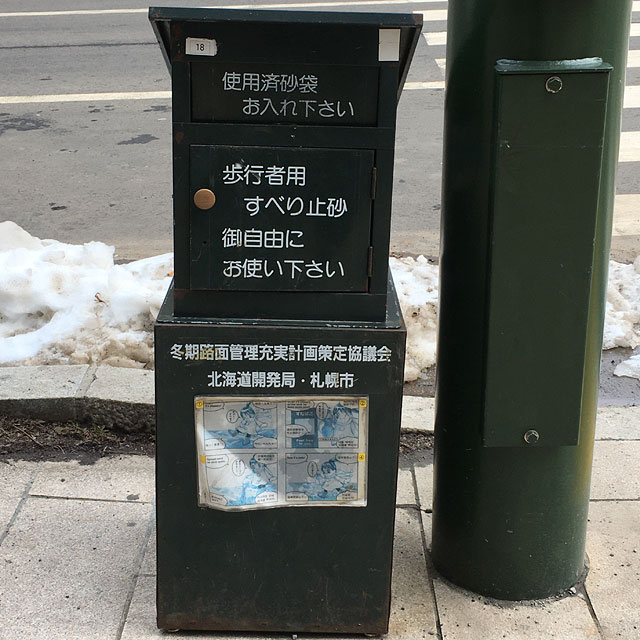 18
使用済砂袋
お入れ下さい
歩行者用
すべり止砂
御自由に
お使い下さい
冬期路面管理充実計画策定協議会
北海道開発局・札幌市